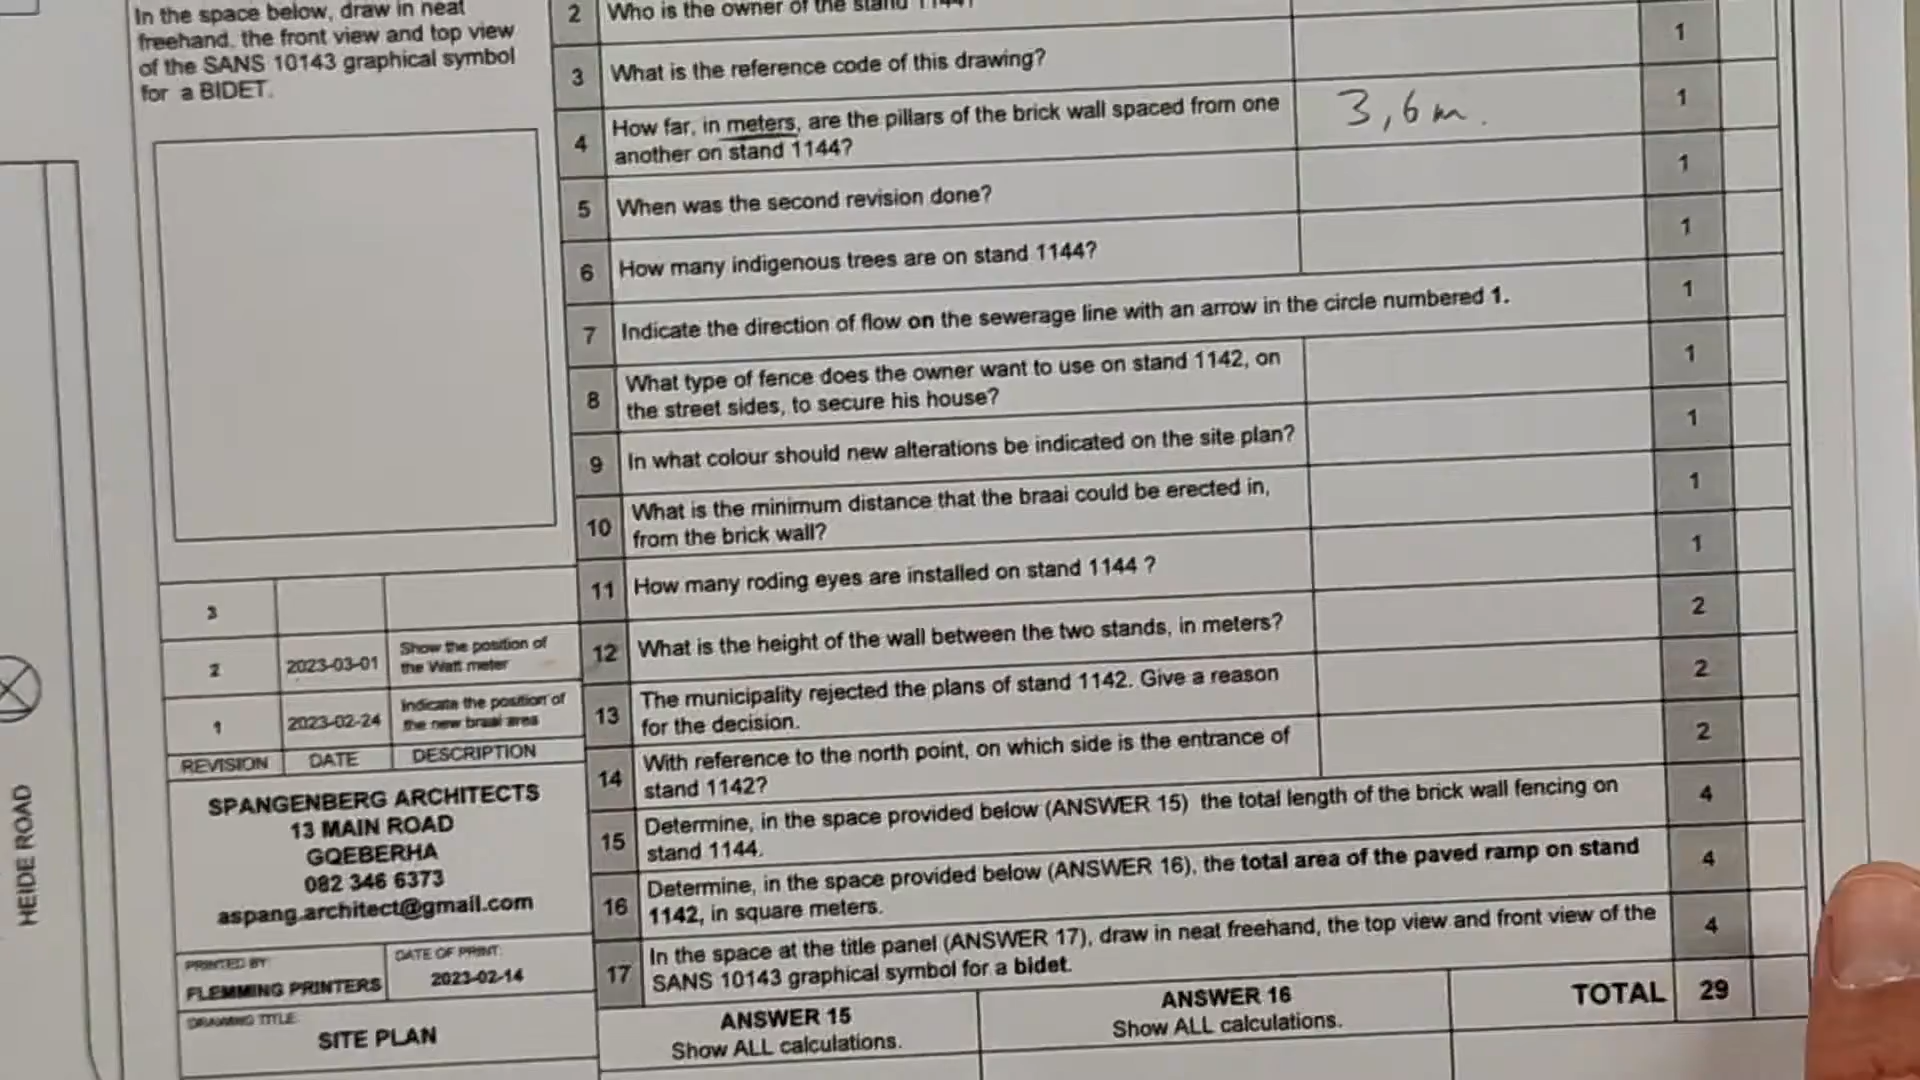 In the space below, draw in neat
freehand, the front view and top view
of the SANS 10143 graphical symbol
for a BIDET.
2 Who is the owner of the stand 1144?
3 What is the reference code of this drawing? 1
4 How far, in meters, are the pillars of the brick wall spaced from one
another on stand 1144? 3,6 m. 1
5 When was the second revision done? 1
6 How many indigenous trees are on stand 1144? 1
7 Indicate the direction of flow on the sewerage line with an arrow in the circle numbered 1. 1
8 What type of fence does the owner want to use on stand 1142, on
the street sides, to secure his house? 1
9 In what colour should new alterations be indicated on the site plan? 1
10 What is the minimum distance that the braai could be erected in,
from the brick wall? 1
11 How many roding eyes are installed on stand 1144 ? 1
12 What is the height of the wall between the two stands, in meters? 2
13 The municipality rejected the plans of stand 1142. Give a reason
for the decision. 2
14 With reference to the north point, on which side is the entrance of
stand 1142? 2
15 Determine, in the space provided below (ANSWER 15) the total length of the brick wall fencing on
stand 1144. 4
16 Determine, in the space provided below (ANSWER 16), the total area of the paved ramp on stand
1142, in square meters. 4
17 In the space at the title panel (ANSWER 17), draw in neat freehand, the top view and front view of the
SANS 10143 graphical symbol for a bidet. 4
ANSWER 15
Show ALL calculations.
ANSWER 16
Show ALL calculations.
TOTAL 29
3
2 2023-03-01 Show the position of
the Watt meter
1 2023-02-24 Indicate the position of
the new braai area
REVISION DATE DESCRIPTION
SPANGENBERG ARCHITECTS
13 MAIN ROAD
GQEBERHA
082 346 6373
aspang.architect@gmail.com
PRINTED BY:
FLEMMING PRINTERS
DATE OF PRINT:
2023-02-14
DRAWING TITLE:
SITE PLAN
HEIDE ROAD